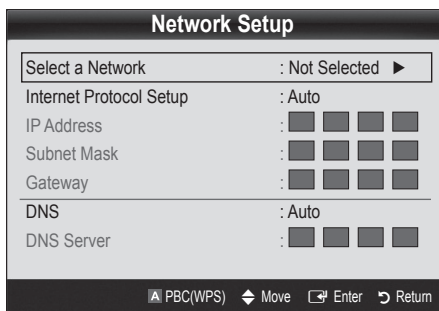 Network Setup
Select a Network : Not Selected ▶
Internet Protocol Setup : Auto
IP Address :
Subnet Mask :
Gateway :
DNS : Auto
DNS Server :
A PBC(WPS) Move Enter Return